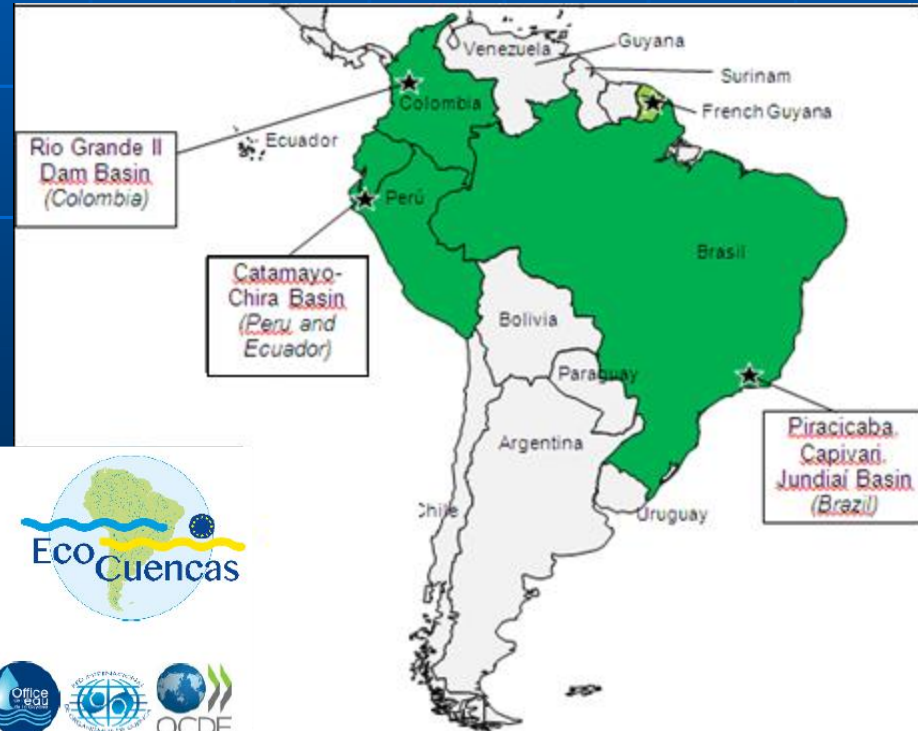 Venezuela
Guyana
Surinam
French Guyana
Colombia
Ecuador
Rio Grande II
Dam Basin
(Colombia)
Perú
Brasil
Catamayo-
Chira Basin
(Peru and
Ecuador)
Bolivia
Paraguay
Piracicaba,
Capivari,
Jundiaí Basin
(Brazil)
Argentina
Chile
Uruguay
Eco
Cuencas
Office
eau
OCDE